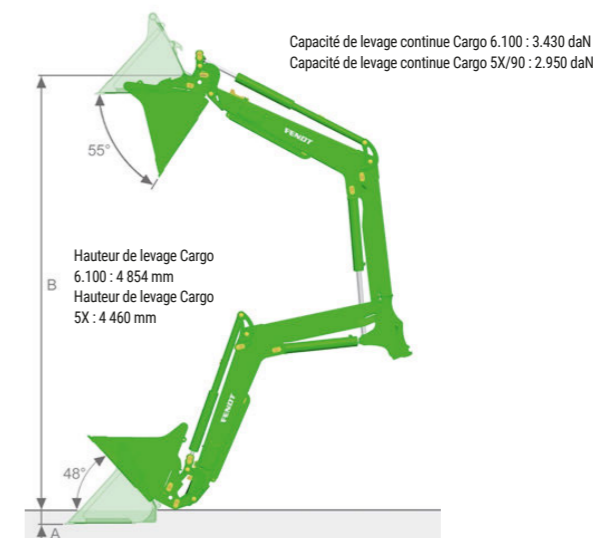 Capacité de levage continue Cargo 6.100 : 3.430 daN
Capacité de levage continue Cargo 5X/90 : 2.950 daN
FENDT
55°
Hauteur de levage Cargo
6.100 : 4 854 mm
Hauteur de levage Cargo
5X : 4 460 mm
B
FENDT
48°
A